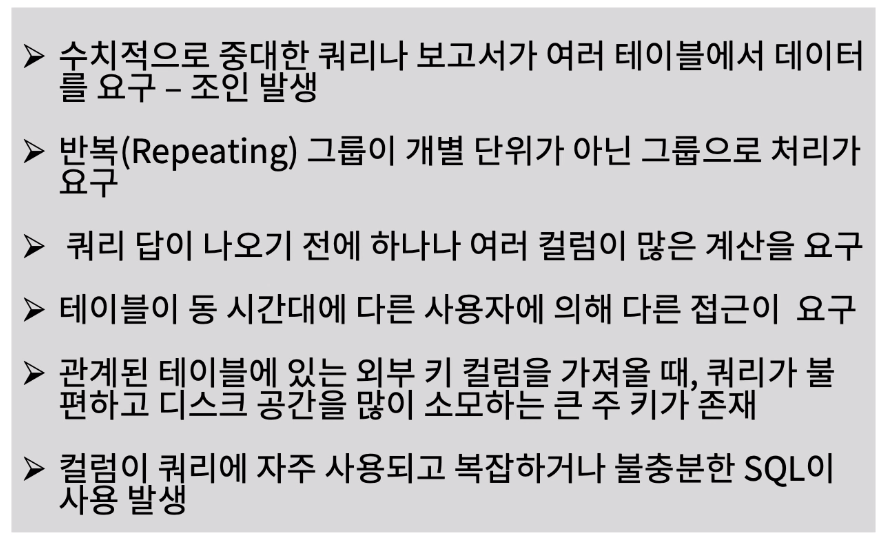 ➢ 수치적으로 중대한 쿼리나 보고서가 여러 테이블에서 데이터
를 요구 – 조인 발생
➢ 반복(Repeating) 그룹이 개별 단위가 아닌 그룹으로 처리가
요구
➢ 쿼리 답이 나오기 전에 하나나 여러 컬럼이 많은 계산을 요구
➢ 테이블이 동 시간대에 다른 사용자에 의해 다른 접근이 요구
➢ 관계된 테이블에 있는 외부 키 컬럼을 가져올 때, 쿼리가 불
편하고 디스크 공간을 많이 소모하는 큰 주 키가 존재
➢ 컬럼이 쿼리에 자주 사용되고 복잡하거나 불충분한 SQL이
사용 발생